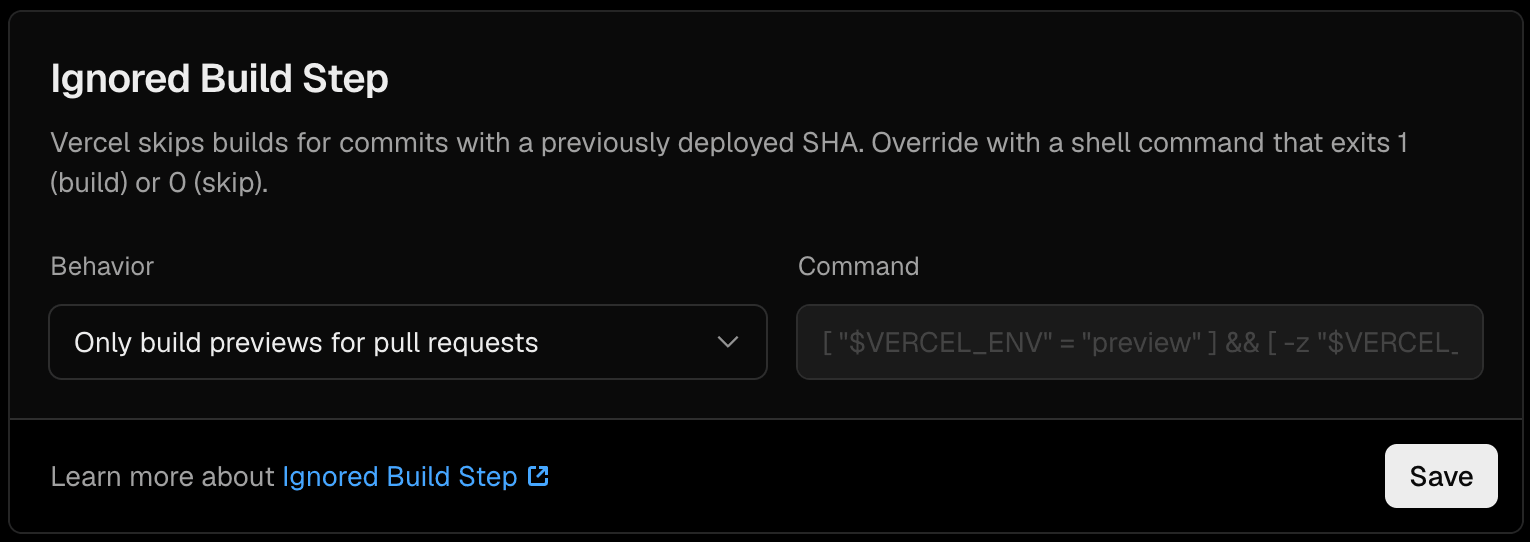 Ignored Build Step
Vercel skips builds for commits with a previously deployed SHA. Override with a shell command that exits 1
(build) or 0 (skip).
Behavior
Command
Only build previews for pull requests
[ "$VERCEL_ENV" = "preview" ] && [ -z "$VERCEL_
Learn more about Ignored Build Step
Save